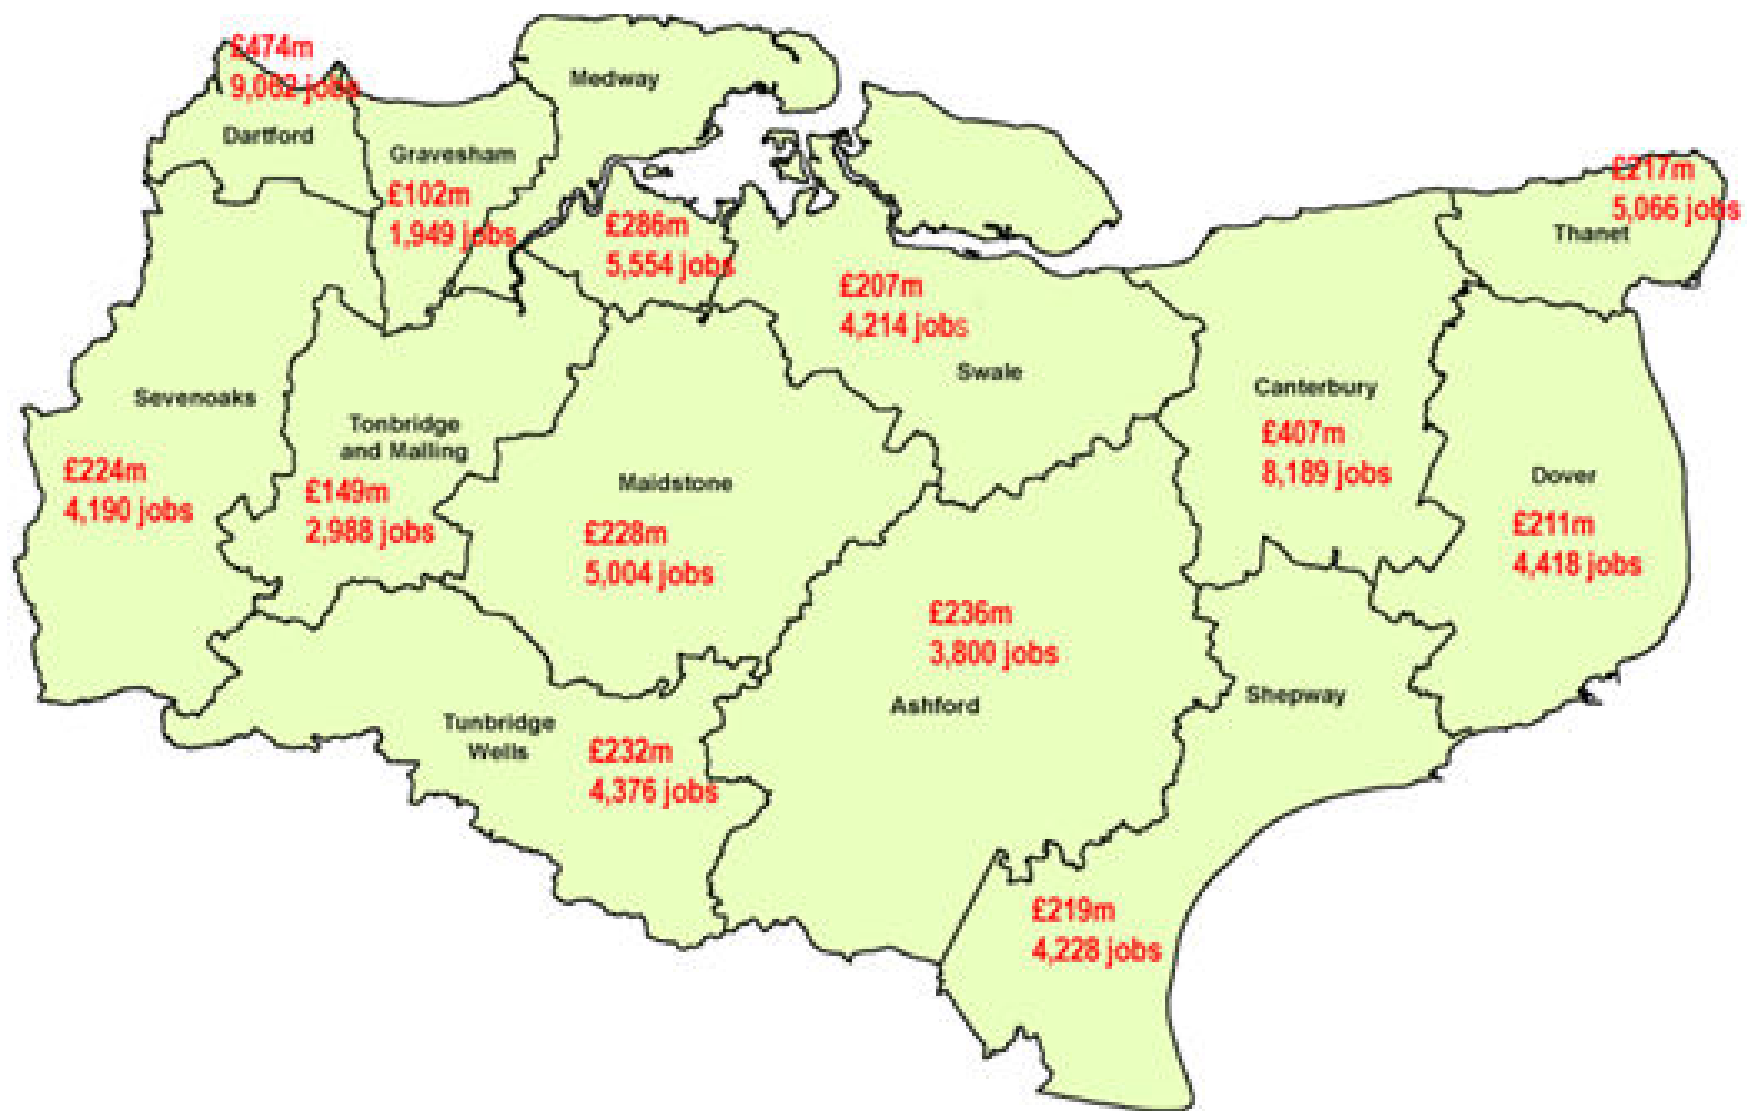 £474m
9,062 jobs
Dartford
Medway
Gravesham
£102m
1,949 jobs
£286m
5,554 jobs
£217m
5,066 jobs
Thanet
£207m
4,214 jobs
Swale
Sevenoaks
£224m
4,190 jobs
Tonbridge
and Malling
£149m
2,988 jobs
Maidstone
£228m
5,004 jobs
Canterbury
£407m
8,189 jobs
Dover
£211m
4,418 jobs
£236m
3,800 jobs
Ashford
Shepway
Tunbridge
Wells
£232m
4,376 jobs
£219m
4,228 jobs